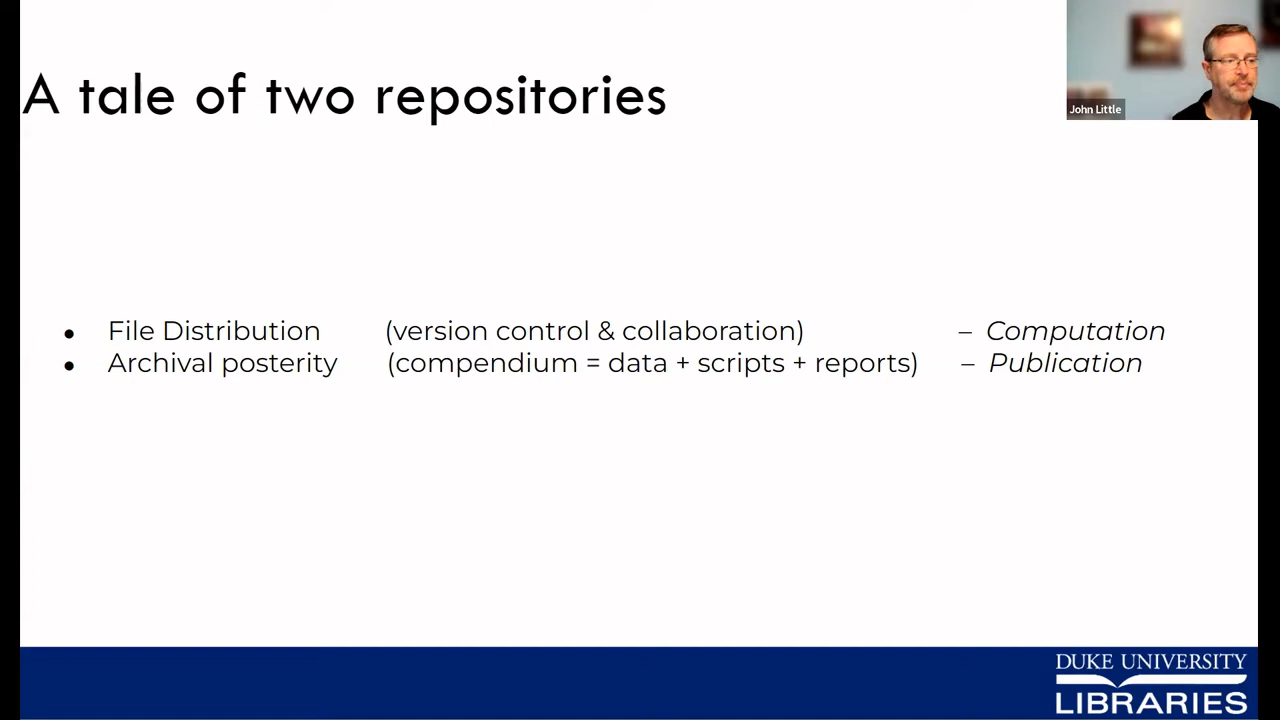 A tale of two repositories
John Little
• File Distribution (version control & collaboration) – Computation
• Archival posterity (compendium = data + scripts + reports) – Publication
DUKE UNIVERSITY
LIBRARIES